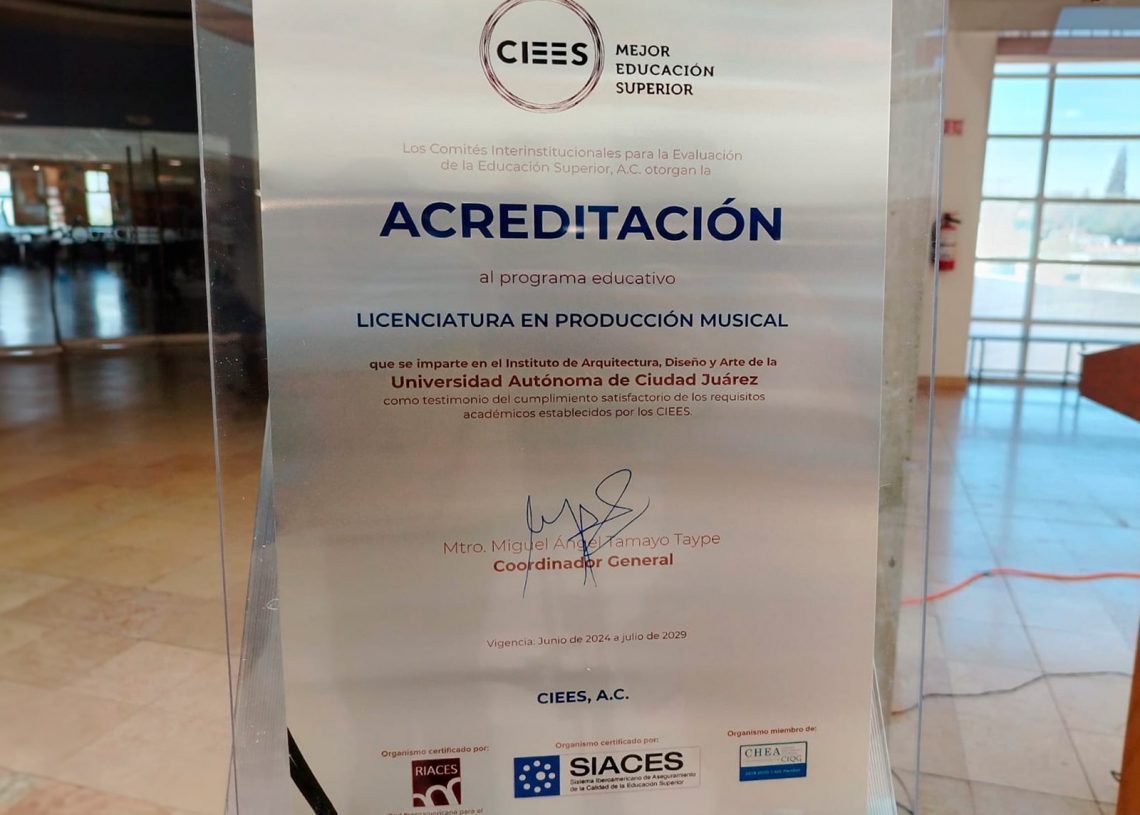 CIEES
MEJOR
EDUCACIÓN
SUPERIOR
Los Comités Interinstitucionales para la Evaluación
de la Educación Superior, A.C. otorgan la
ACREDITACIÓN
al programa educativo
LICENCIATURA EN PRODUCCIÓN MUSICAL
que se imparte en el Instituto de Arquitectura, Diseño y Arte de la
Universidad Autónoma de Ciudad Juárez
como testimonio del cumplimiento satisfactorio de los requisitos
académicos establecidos por los CIEES.
Mtro. Miguel Ángel Tamayo Taype
Coordinador General
Vigencia: Junio de 2024 a julio de 2029
CIEES, A.C.
Organismo certificado por:
RIACES
Organismo certificado por:
SIACES
Sistema Iberoamericano de Aseguramiento
de la Calidad de la Educación Superior
Organismo miembro de:
CHEA
CIQG